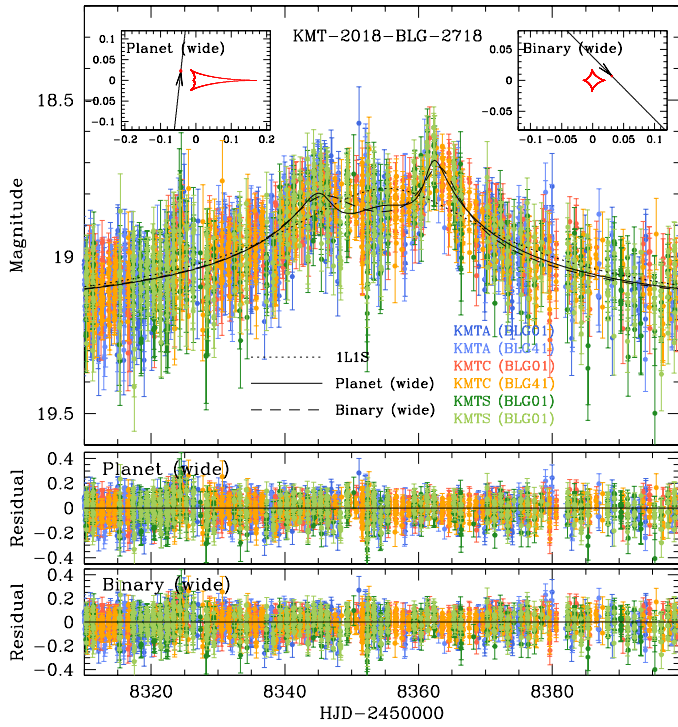 KMT-2018-BLG-2718
Planet (wide)
0.1
0.05
0
−0.05
−0.1
−0.2 −0.1 0 0.1 0.2
Binary (wide)
0.05
0
−0.05
−0.1 −0.05 0 0.05 0.1
Magnitude
18.5
19
19.5
1L1S
Planet (wide)
Binary (wide)
KMTA (BLG01)
KMTA (BLG41)
KMTC (BLG01)
KMTC (BLG41)
KMTS (BLG01)
KMTS (BLG01)
Residual
0.4
0.2
0
−0.2
−0.4
Planet (wide)
Residual
0.4
0.2
0
−0.2
−0.4
Binary (wide)
8320 8340 8360 8380
HJD−2450000